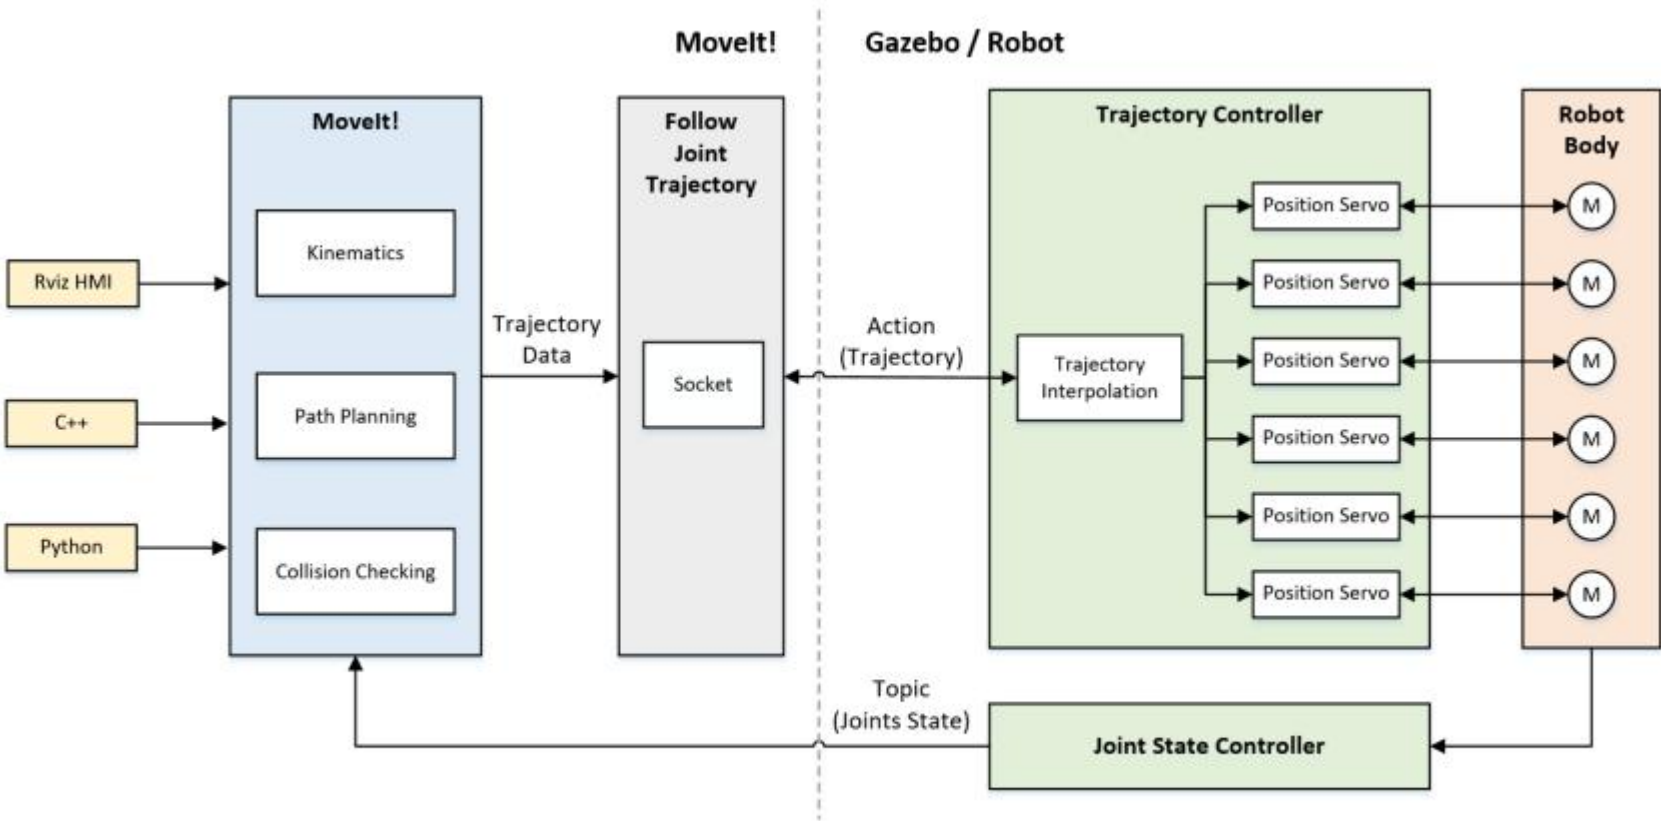 MoveIt!
Gazebo / Robot
MoveIt!
Kinematics
Path Planning
Collision Checking
Rviz HMI
C++
Python
Trajectory
Data
Follow
Joint
Trajectory
Socket
Action
(Trajectory)
Trajectory Controller
Trajectory
Interpolation
Position Servo
Position Servo
Position Servo
Position Servo
Position Servo
Position Servo
Robot
Body
M
M
M
M
M
M
Topic
(Joints State)
Joint State Controller